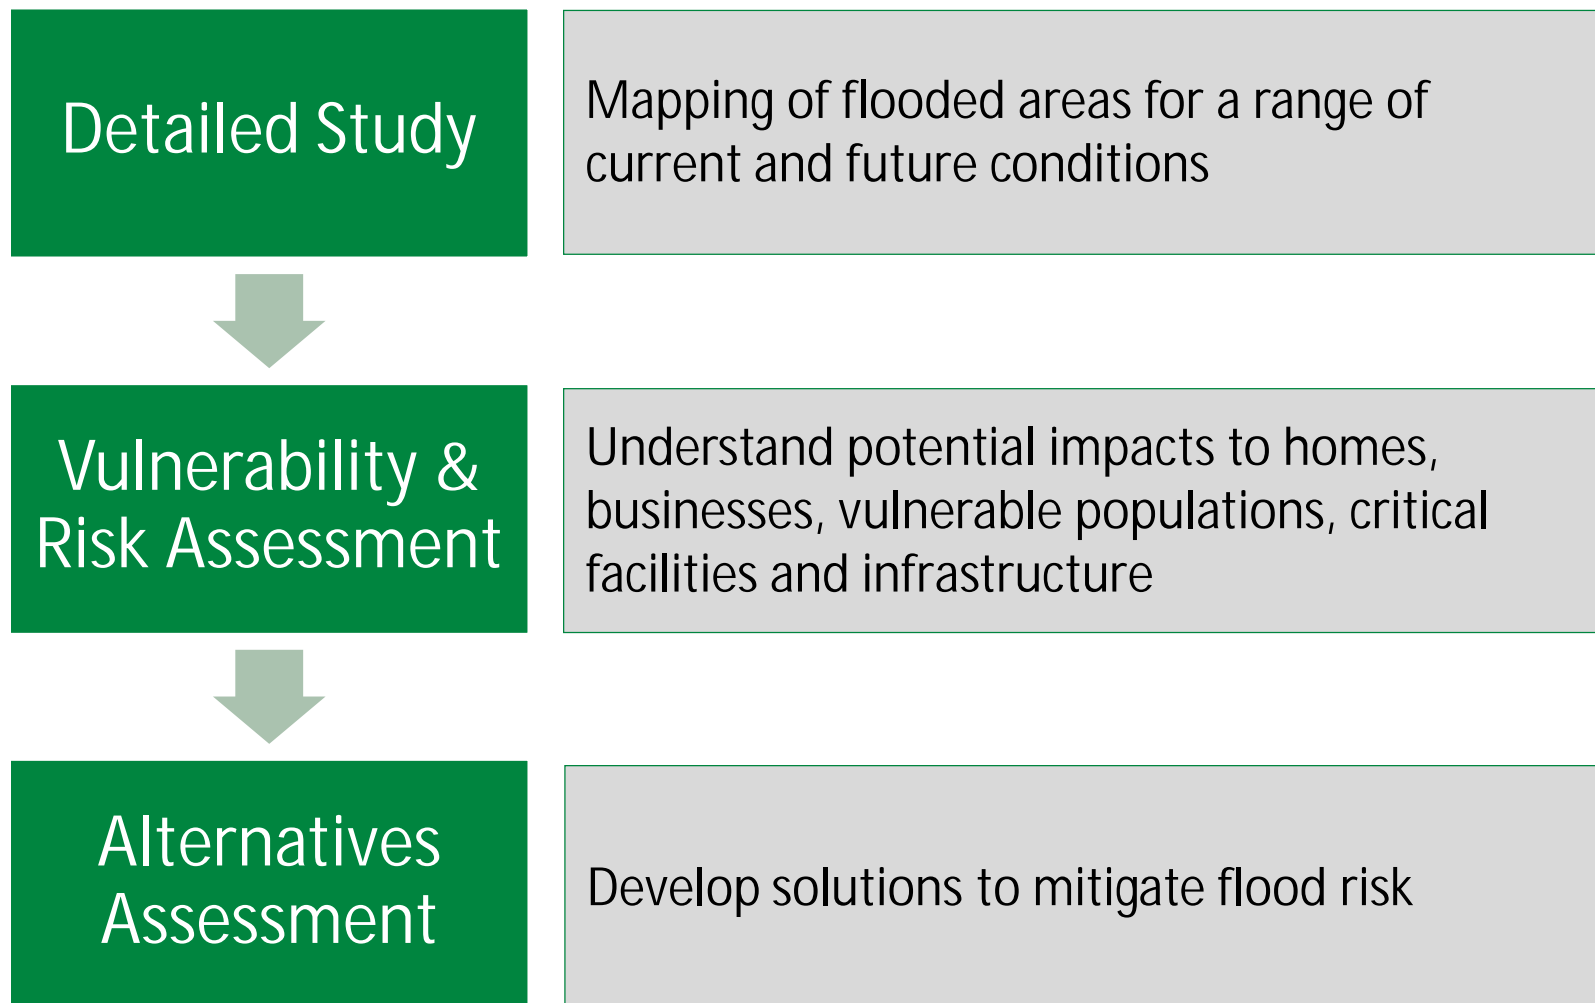 Detailed Study
Mapping of flooded areas for a range of
current and future conditions
Vulnerability &
Risk Assessment
Understand potential impacts to homes,
businesses, vulnerable populations, critical
facilities and infrastructure
Alternatives
Assessment
Develop solutions to mitigate flood risk